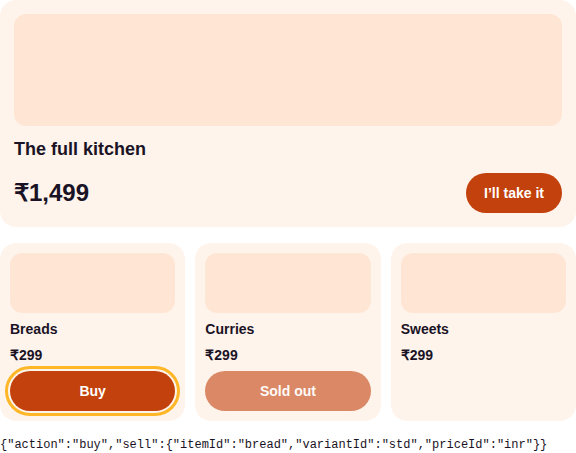 The full kitchen
₹1,499
I’ll take it
Breads
₹299
Buy
Curries
₹299
Sold out
Sweets
₹299
{"action":"buy","sell":{"itemId":"bread","variantId":"std","priceId":"inr"}}